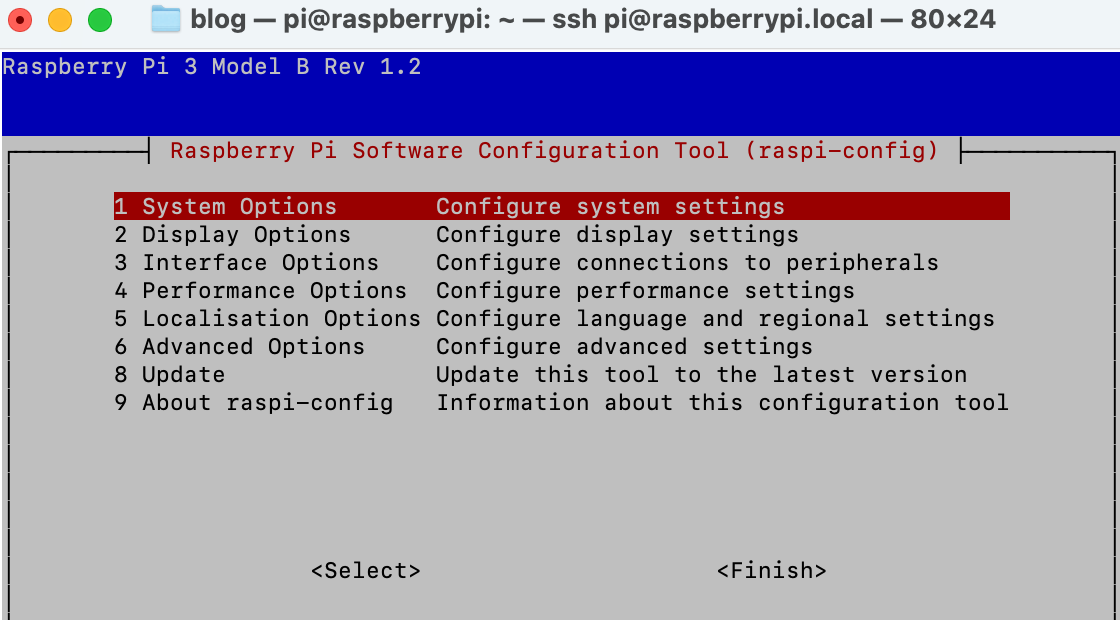 blog — pi@raspberrypi: ~ — ssh pi@raspberrypi.local — 80×24
Raspberry Pi 3 Model B Rev 1.2
Raspberry Pi Software Configuration Tool (raspi-config)
1 System Options Configure system settings
2 Display Options Configure display settings
3 Interface Options Configure connections to peripherals
4 Performance Options Configure performance settings
5 Localisation Options Configure language and regional settings
6 Advanced Options Configure advanced settings
8 Update Update this tool to the latest version
9 About raspi-config Information about this configuration tool
<Select> <Finish>